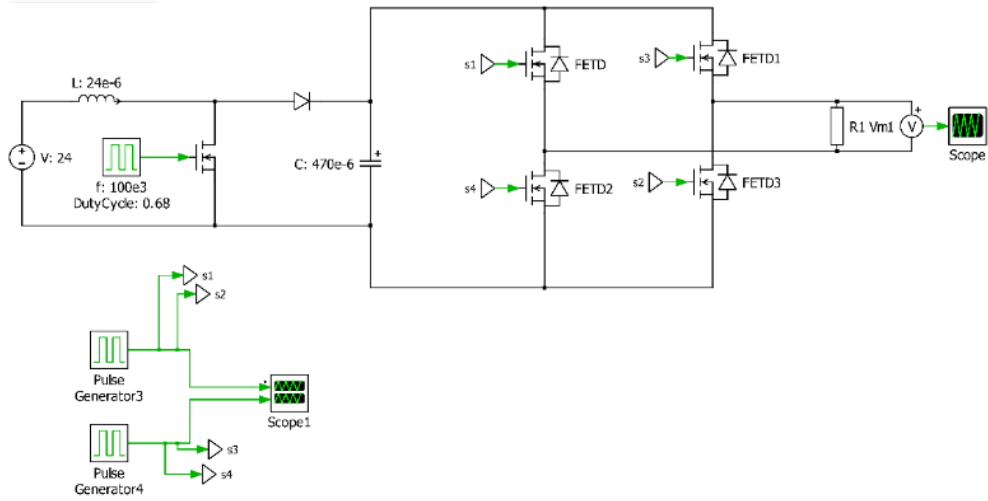 L: 24e-6
V: 24
f: 100e3
DutyCycle: 0.68
C: 470e-6
s1
FETD
s3
FETD1
R1 Vm1
V
Scope
s4
FETD2
s2
FETD3
s1
s2
Pulse
Generator3
Scope1
s3
s4
Pulse
Generator4